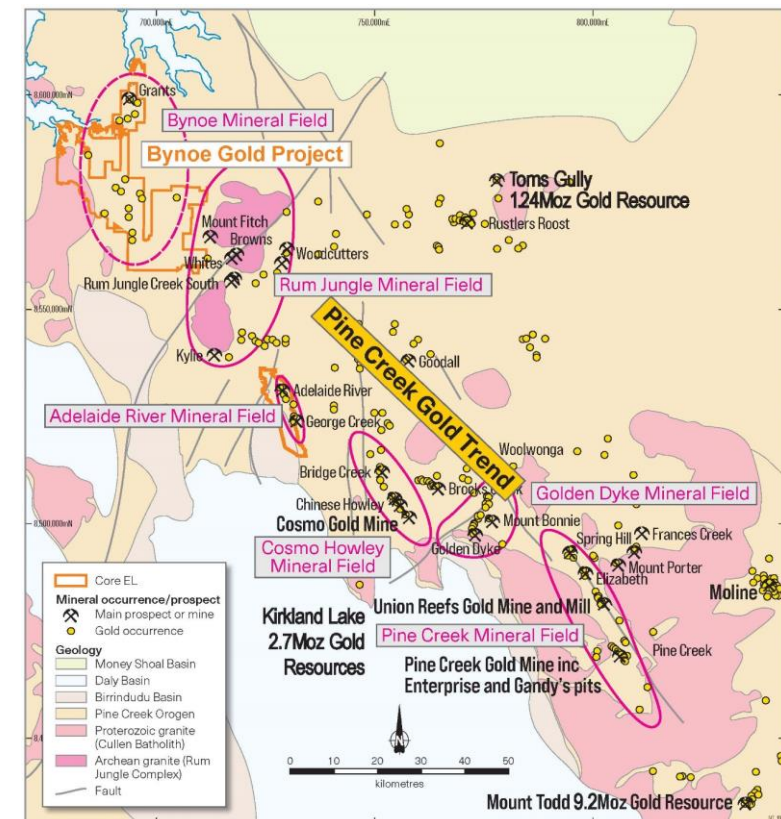 700,000mE
750,000mE
800,000mE
8,600,000mN
Grants
Bynoe Mineral Field
Bynoe Gold Project
Toms Gully
1.24Moz Gold Resource
Rustlers Roost
Mount Fitch
Browns
Whites
Woodcutters
Rum Jungle Creek South
Rum Jungle Mineral Field
8,550,000mN
Pine Creek Gold Trend
Kylie
Goodall
Adelaide River
Adelaide River Mineral Field
George Creek
Woolwonga
Bridge Creek
Golden Dyke Mineral Field
Chinese Howley
Mount Bonnie
Cosmo Gold Mine
8,500,000mN
Golden Dyke
Spring Hill
Frances Creek
Cosmo Howley
Mineral Field
Mount Porter
Elizabeth
Moline
Union Reefs Gold Mine and Mill
Kirkland Lake
2.7Moz Gold
Resources
Pine Creek Mineral Field
Pine Creek
Pine Creek Gold Mine inc
Enterprise and Gandy's pits
Core EL
Mineral occurrence/prospect
Main prospect or mine
Gold occurrence
Geology
Money Shoal Basin
Daly Basin
Birrindudu Basin
Pine Creek Orogen
Proterozoic granite
(Cullen Batholith)
Archean granite (Rum
Jungle Complex)
Fault
N
0 10 20 30 40 50
kilometres
Mount Todd 9.2Moz Gold Resource